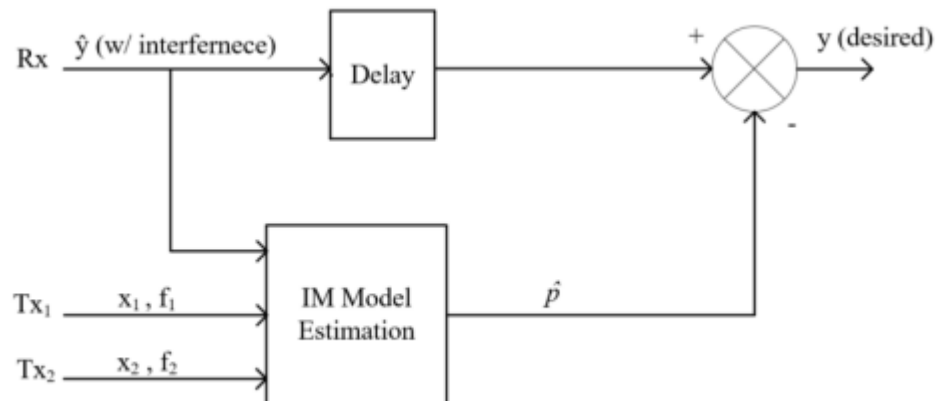 Rx
ŷ (w/ interfernece)
Delay
+
y (desired)
-
Tx₁
x₁ , f₁
IM Model
Estimation
p̂
Tx₂
x₂ , f₂